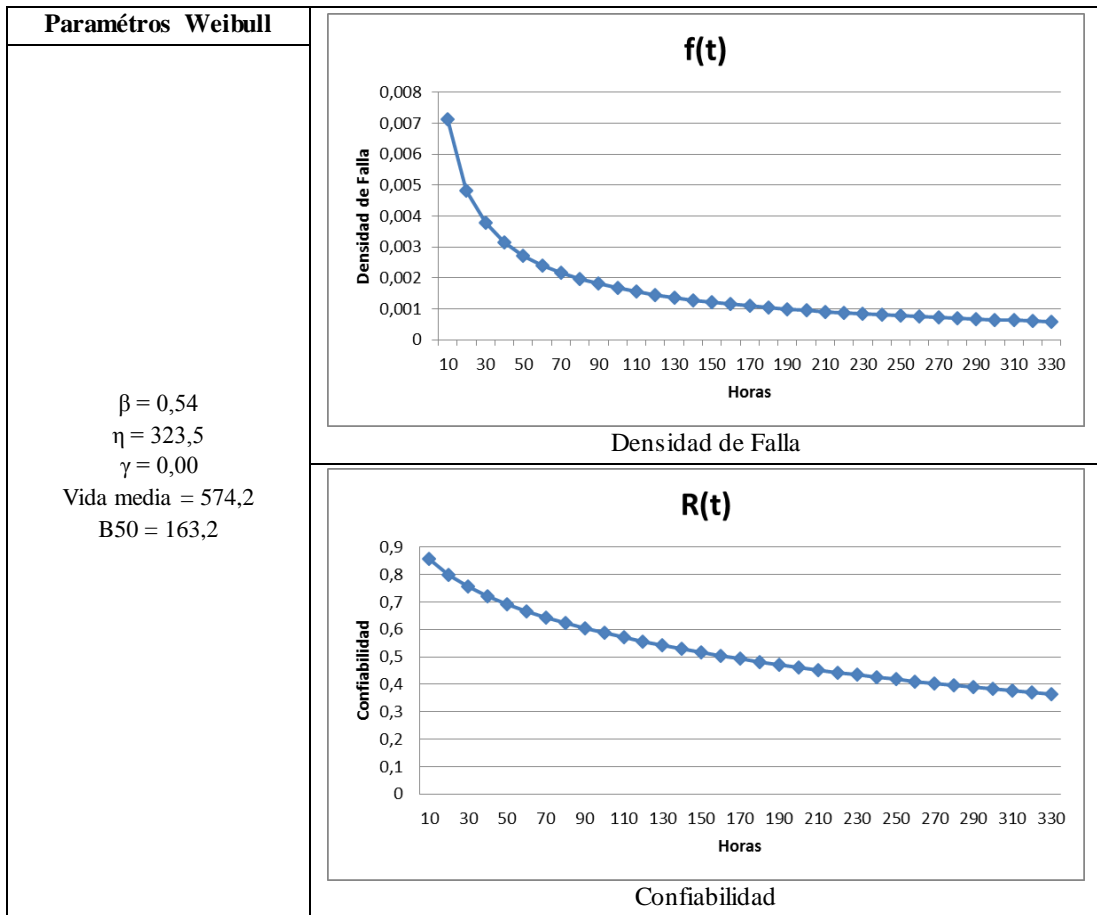 Paramétros Weibull
β = 0,54
η = 323,5
γ = 0,00
Vida media = 574,2
B50 = 163,2
f(t)
Densidad de Falla
0,008
0,007
0,006
0,005
0,004
0,003
0,002
0,001
0
10 30 50 70 90 110 130 150 170 190 210 230 250 270 290 310 330
Horas
Densidad de Falla
R(t)
Confiabilidad
0,9
0,8
0,7
0,6
0,5
0,4
0,3
0,2
0,1
0
10 30 50 70 90 110 130 150 170 190 210 230 250 270 290 310 330
Horas
Confiabilidad